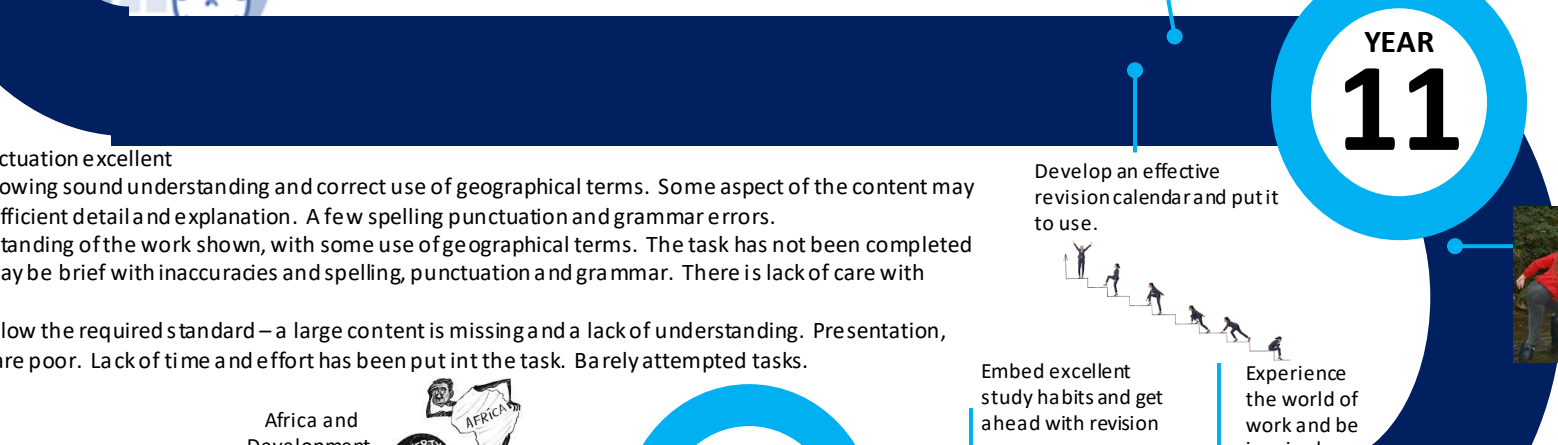 YEAR
11
ctuation excellent
owing sound understanding and correct use of geographical terms. Some aspect of the content may
fficient detail and explanation. A few spelling punctuation and grammar errors.
tanding of the work shown, with some use of geographical terms. The task has not been completed
ay be brief with inaccuracies and spelling, punctuation and grammar. There is lack of care with
low the required standard – a large content is missing and a lack of understanding. Presentation,
are poor. Lack of time and effort has been put int the task. Barely attempted tasks.
Develop an effective
revision calendar and put it
to use.
Embed excellent
study habits and get
ahead with revision
Experience
the world of
work and be
Africa and
Development
AFRICA